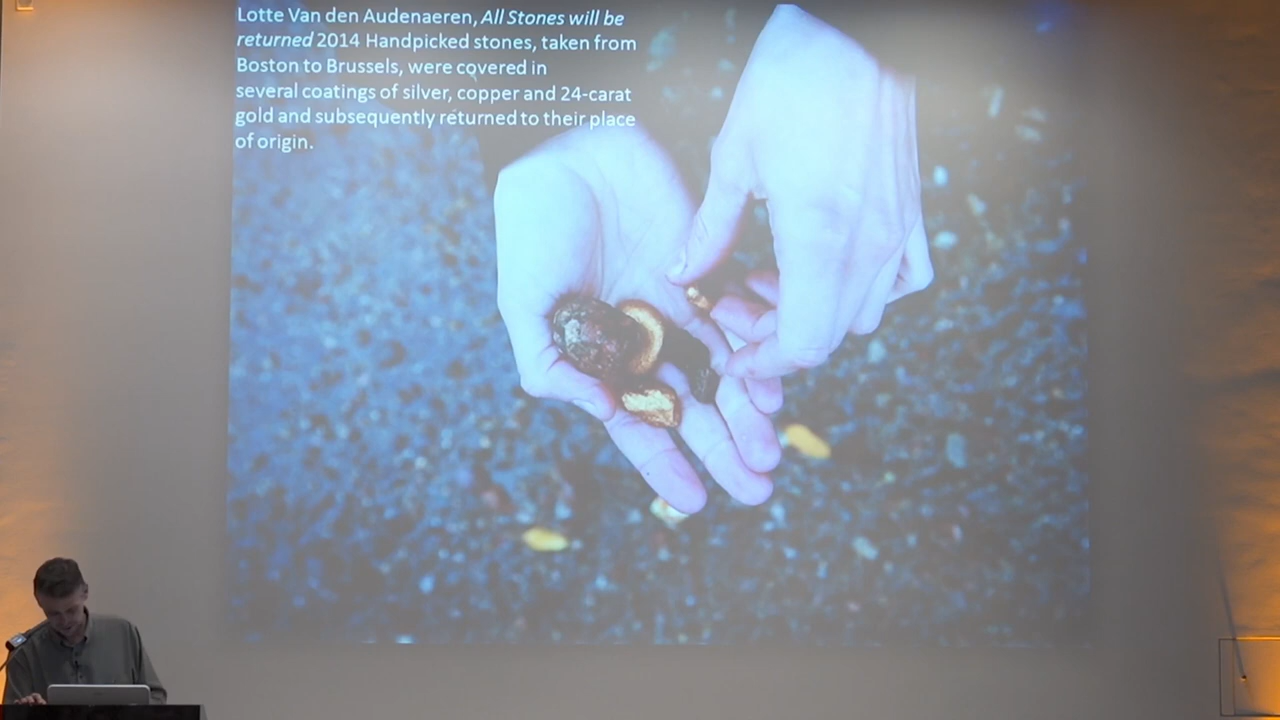 Lotte Van den Audenaeren, All Stones will be
returned 2014 Handpicked stones, taken from
Boston to Brussels, were covered in
several coatings of silver, copper and 24-carat
gold and subsequently returned to their place
of origin.